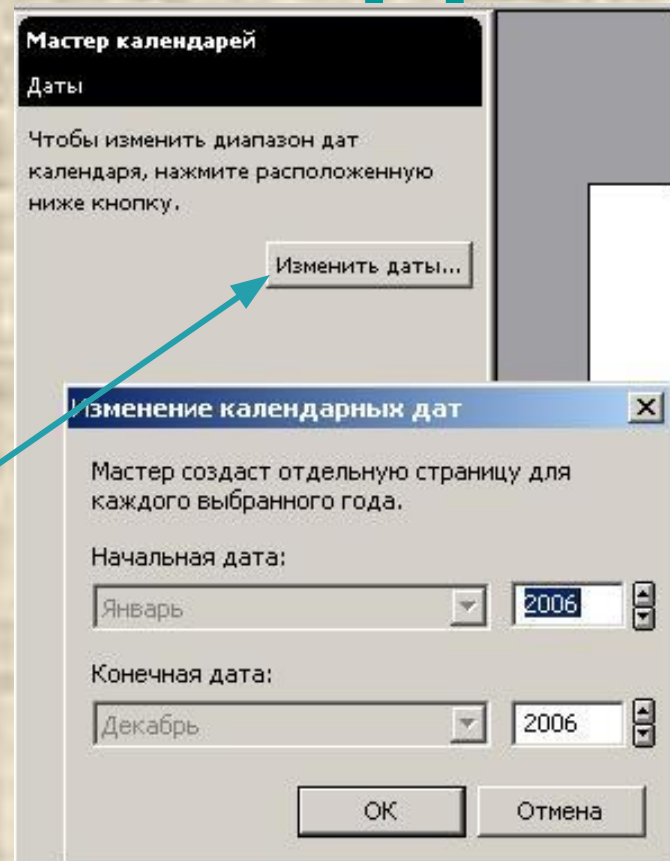 Мастер календарей
Даты
Чтобы изменить диапазон дат
календаря, нажмите расположенную
ниже кнопку.
Изменить даты...
Изменение календарных дат
Мастер создаст отдельную страницу для
каждого выбранного года.
Начальная дата:
Январь 2006
Конечная дата:
Декабрь 2006
ОК Отмена